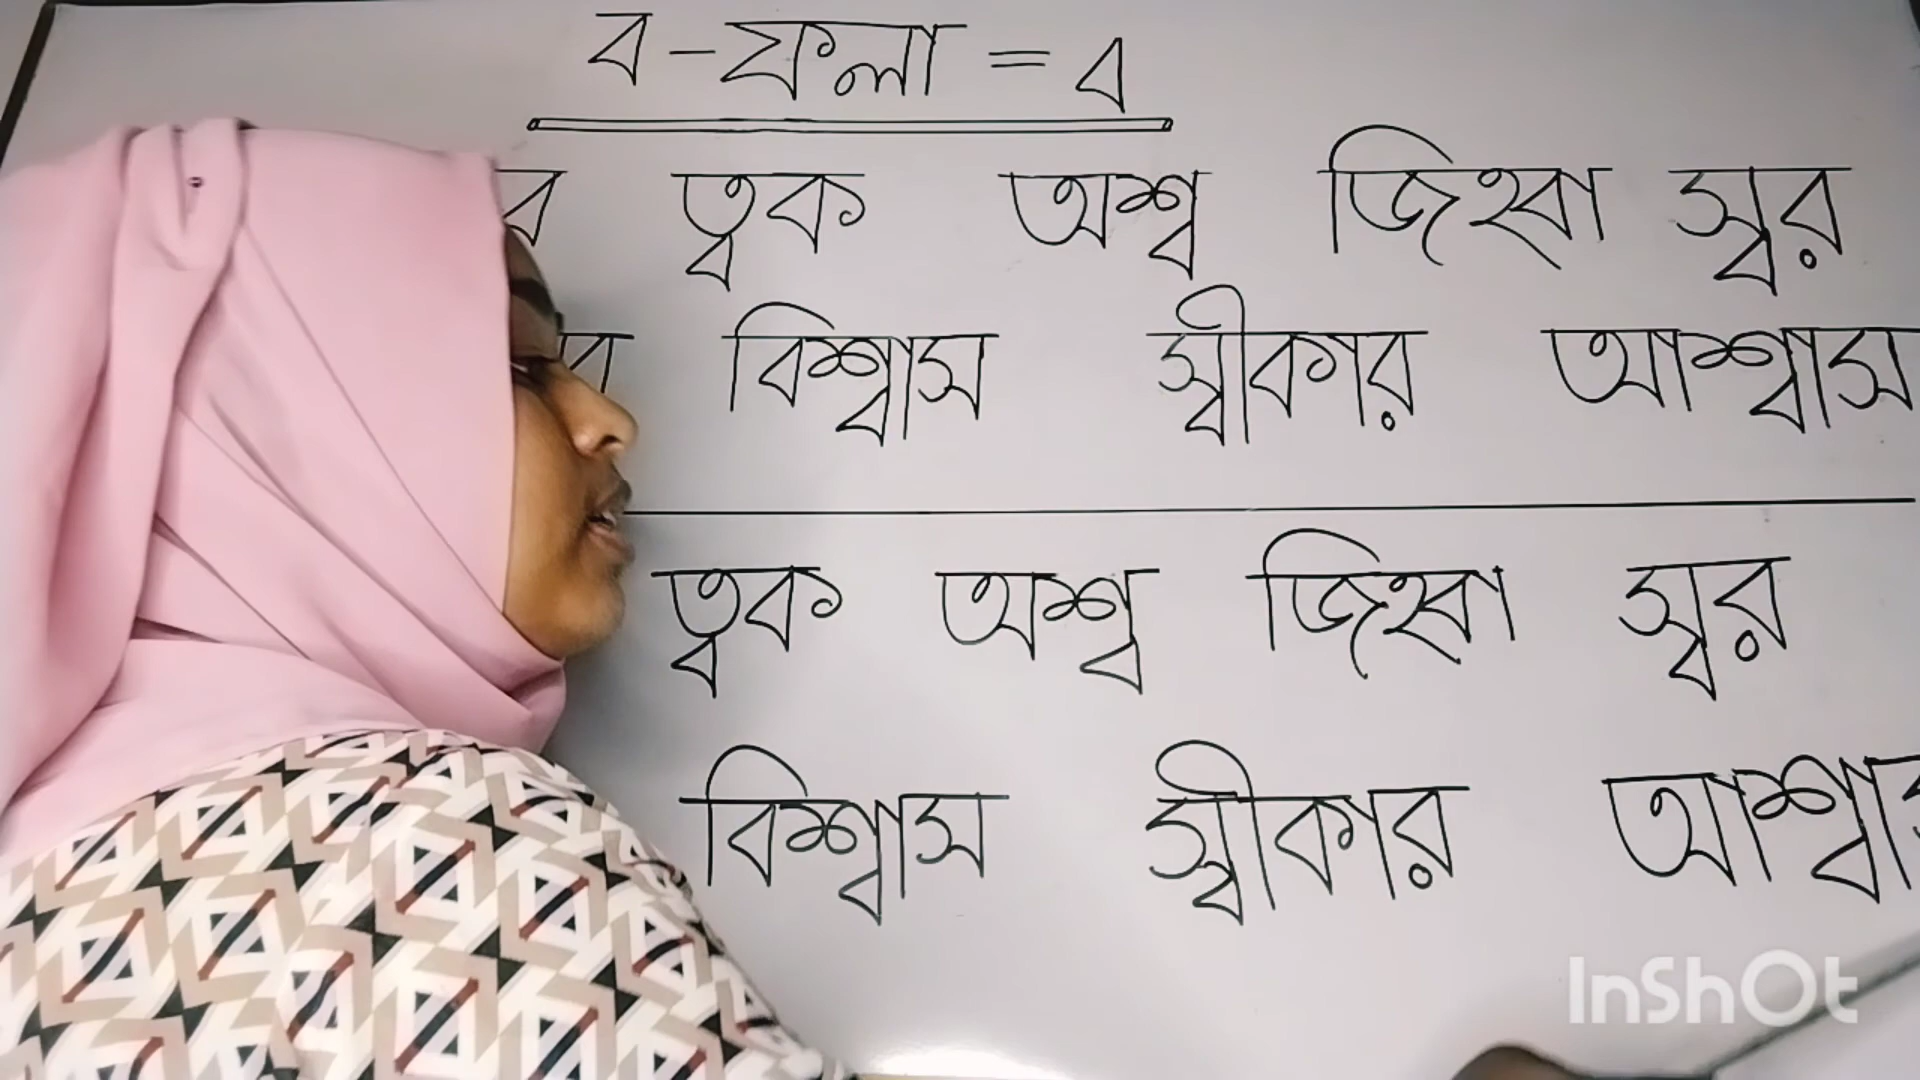 ব-ফলা = ব
ত্বক অশ্ব জিহ্বা স্বর
বিশ্বাস স্বীকার আশ্বাস
ত্বক অশ্ব জিহ্বা স্বর
বিশ্বাস স্বীকার
InShOt